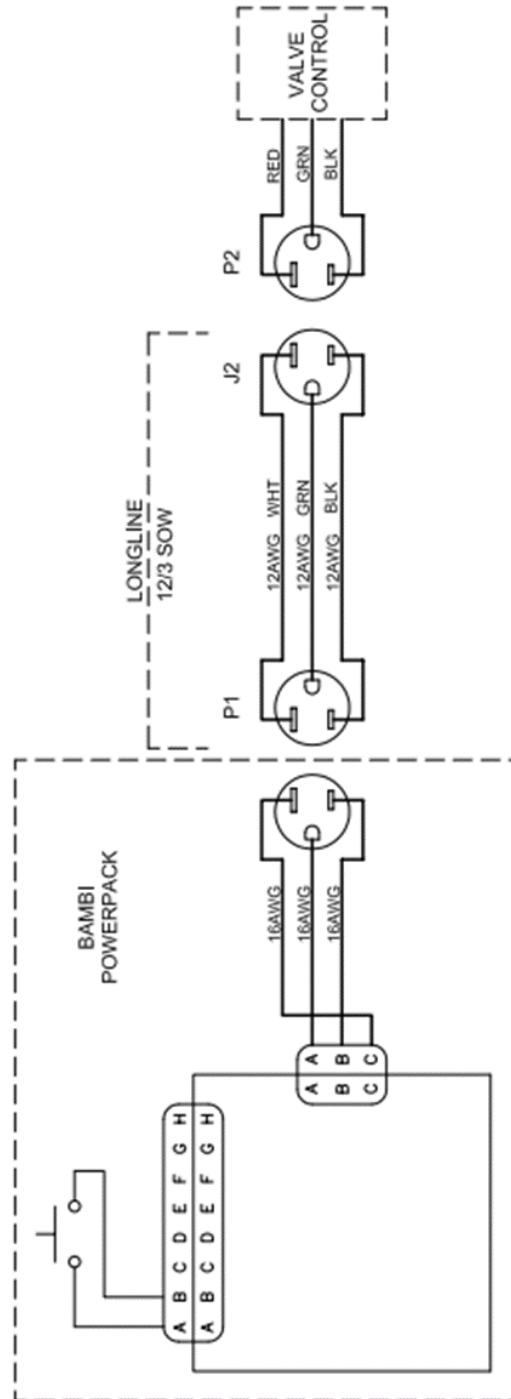 BAMBI
POWERPACK
A B C D E F G H
A B C D E F G H
A A
B B
C C
16AWG
16AWG
16AWG
LONGLINE
12/3 SOW
P1
12AWG WHT
12AWG GRN
12AWG BLK
J2
P2
RED
GRN
BLK
VALVE
CONTROL